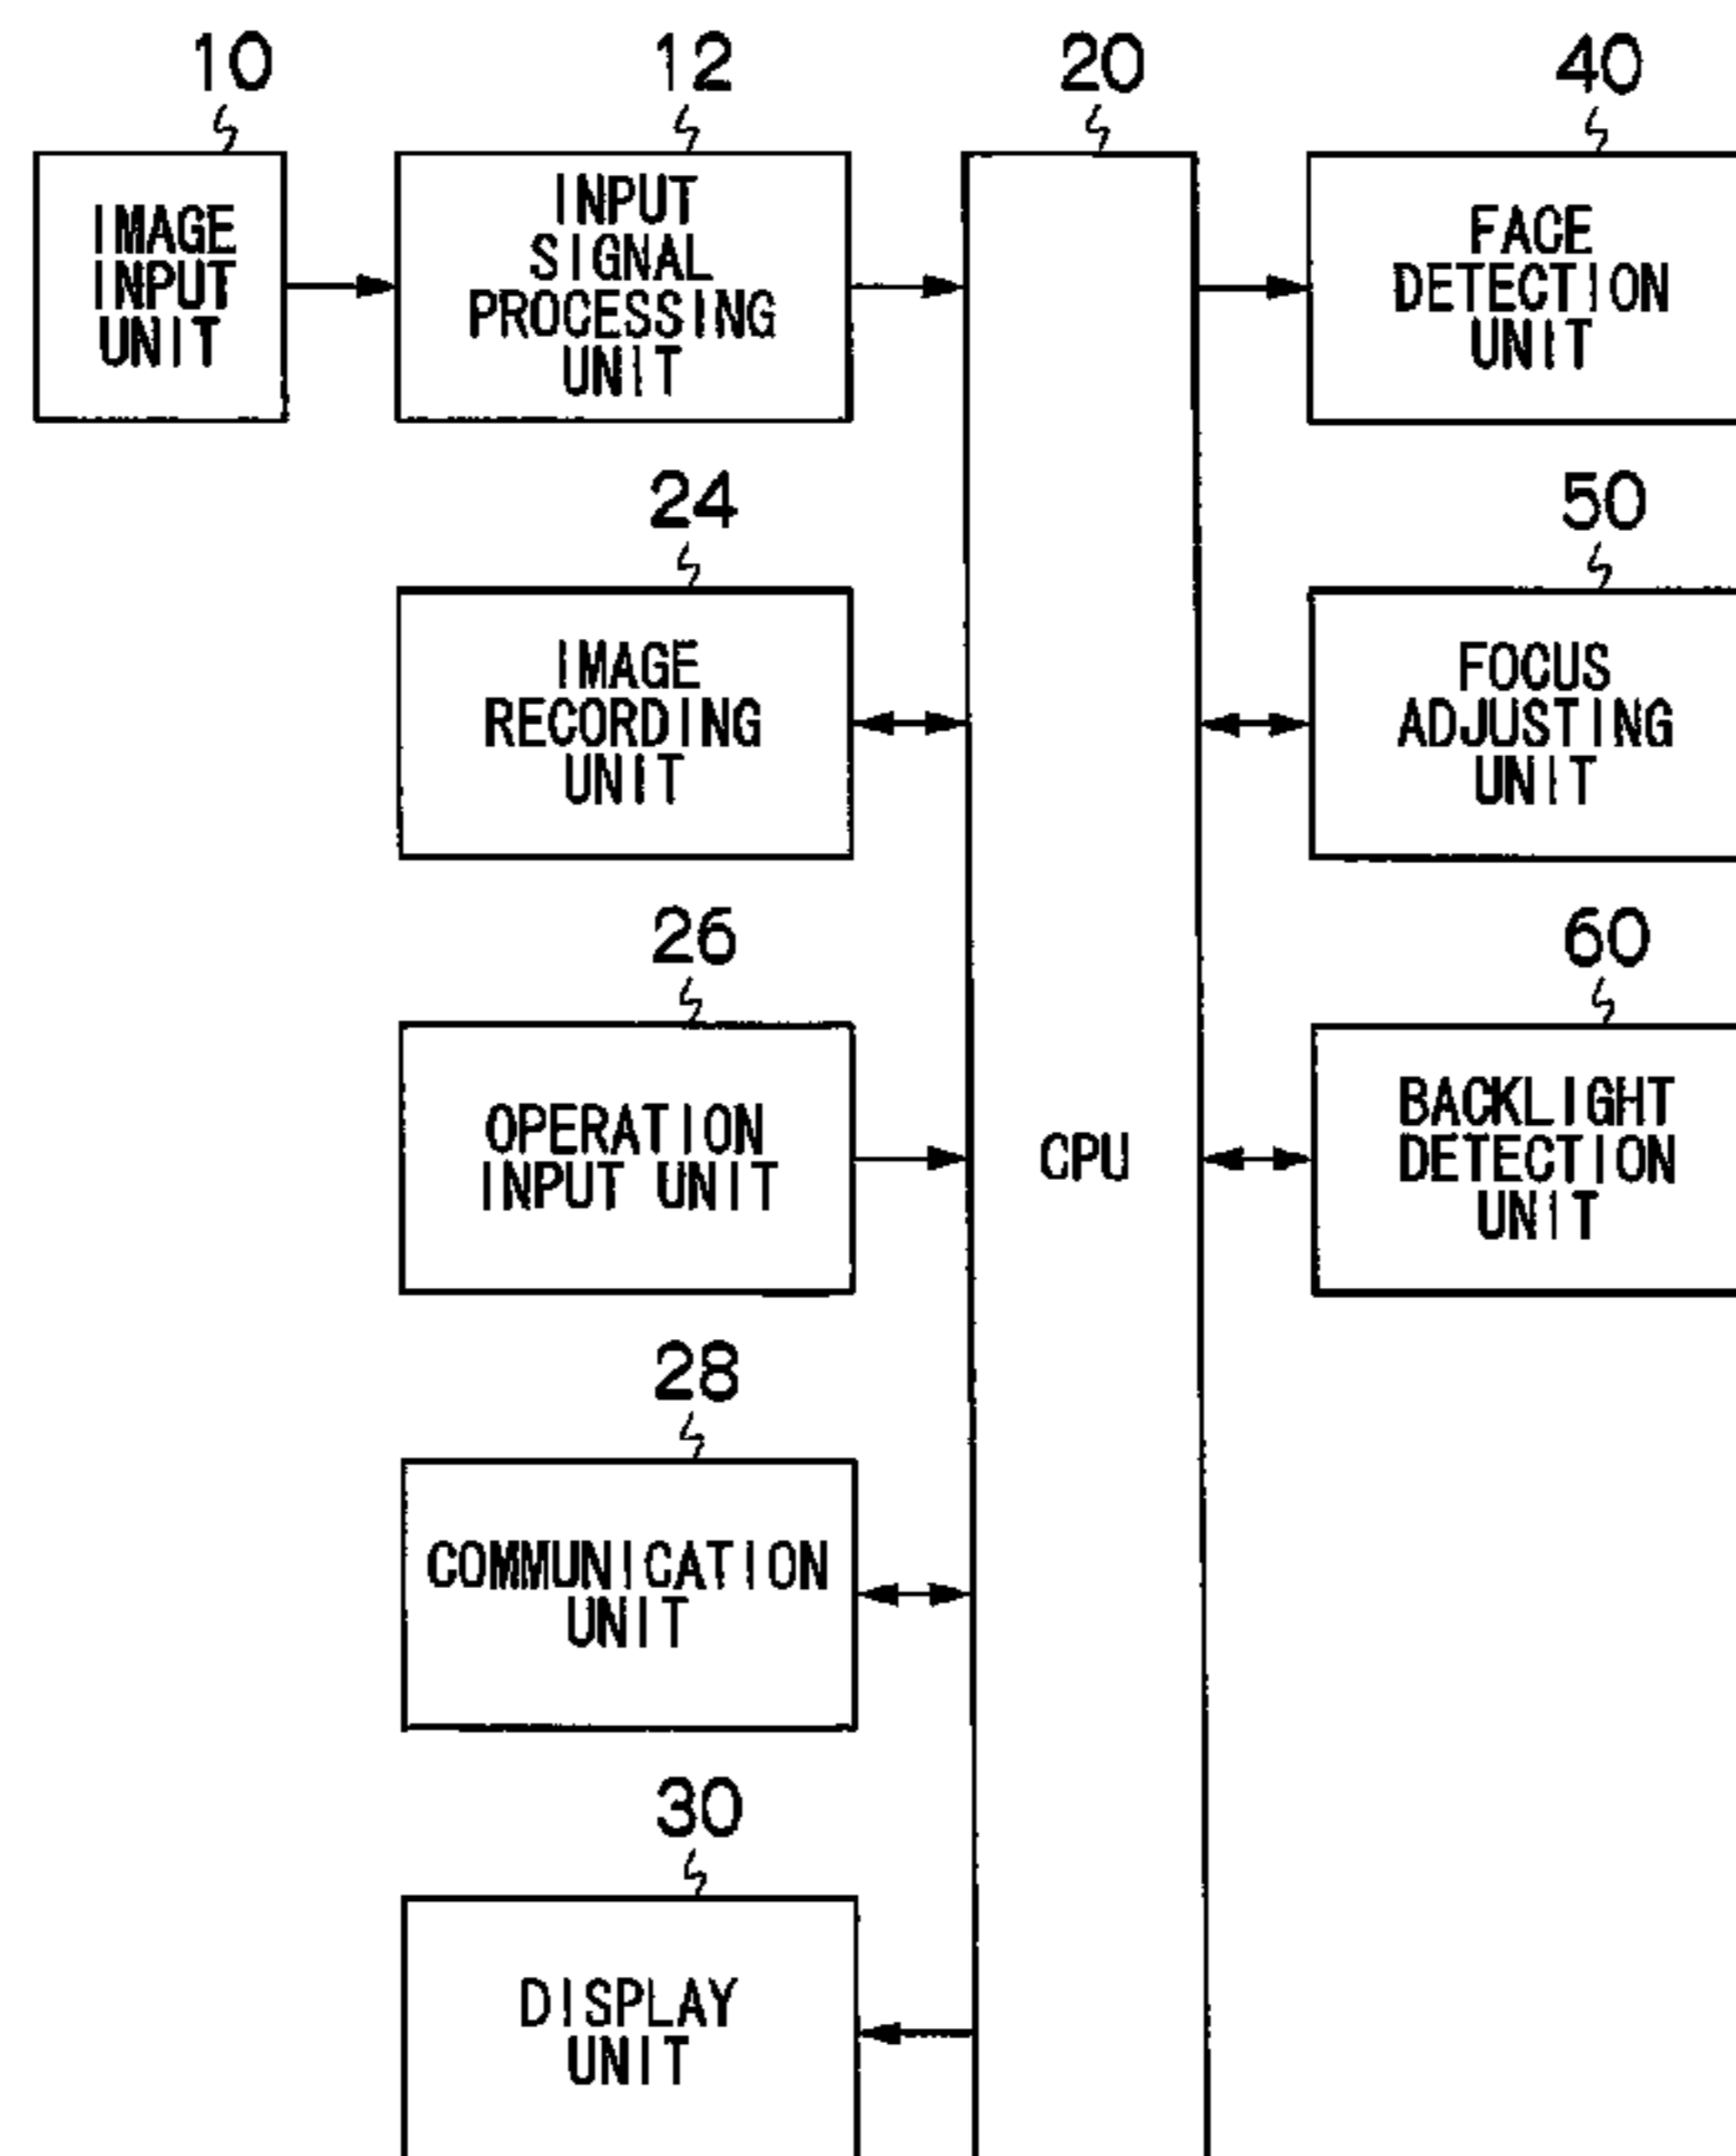 10
12
20
40
IMAGE
INPUT
UNIT
INPUT
SIGNAL
PROCESSING
UNIT
FACE
DETECTION
UNIT
24
50
IMAGE
RECORDING
UNIT
FOCUS
ADJUSTING
UNIT
26
60
OPERATION
INPUT UNIT
CPU
BACKLIGHT
DETECTION
UNIT
28
COMMUNICATION
UNIT
30
DISPLAY
UNIT